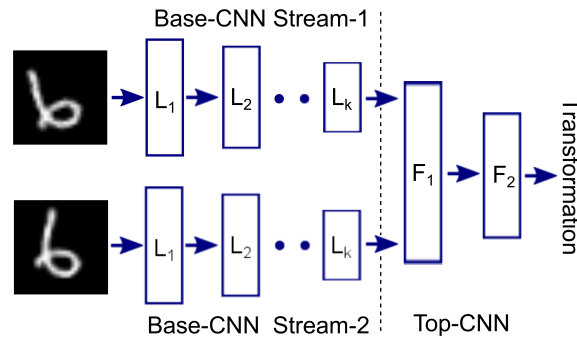 Base-CNN Stream-1
L₁
L₂
Lₖ
F₁
F₂
Transformation
L₁
L₂
Lₖ
Base-CNN Stream-2
Top-CNN